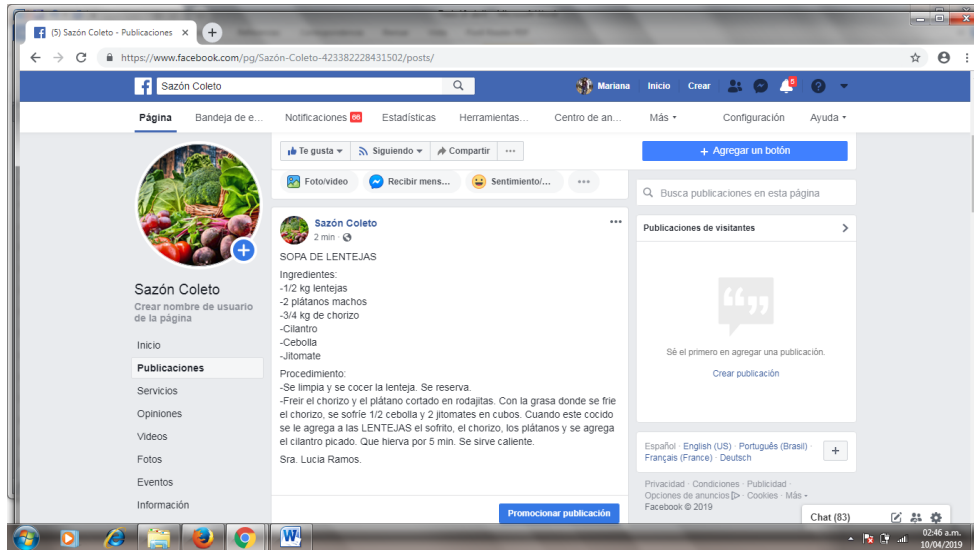 (5) Sazón Coleto - Publicaciones
https://www.facebook.com/pg/Sazón-Coleto-423382228431502/posts/
Sazón Coleto
Mariana Inicio Crear 5
Página Bandeja de e... Notificaciones 66 Estadísticas Herramientas... Centro de an... Más Configuración Ayuda
Te gusta Siguiendo Compartir ...
+ Agregar un botón
Foto/video Recibir mens... Sentimiento/... ...
Busca publicaciones en esta página
Sazón Coleto
Crear nombre de usuario
de la página
Inicio
Publicaciones
Servicios
Opiniones
Videos
Fotos
Eventos
Información
Sazón Coleto
2 min ·
SOPA DE LENTEJAS
Ingredientes:
-1/2 kg lentejas
-2 plátanos machos
-3/4 kg de chorizo
-Cilantro
-Cebolla
-Jitomate
Procedimiento:
-Se limpia y se cocer la lenteja. Se reserva.
-Freir el chorizo y el plátano cortado en rodajitas. Con la grasa donde se frie
el chorizo, se sofríe 1/2 cebolla y 2 jitomates en cubos. Cuando este cocido
se le agrega a las LENTEJAS el sofrito, el chorizo, los plátanos y se agrega
el cilantro picado. Que hierva por 5 min. Se sirve caliente.
Sra. Lucia Ramos.
Promocionar publicación
Publicaciones de visitantes
Sé el primero en agregar una publicación.
Crear publicación
Español · English (US) · Português (Brasil) ·
Français (France) · Deutsch
Privacidad · Condiciones · Publicidad ·
Opciones de anuncios · Cookies · Más
Facebook © 2019
Chat (83)
02:46 a.m.
10/04/2019